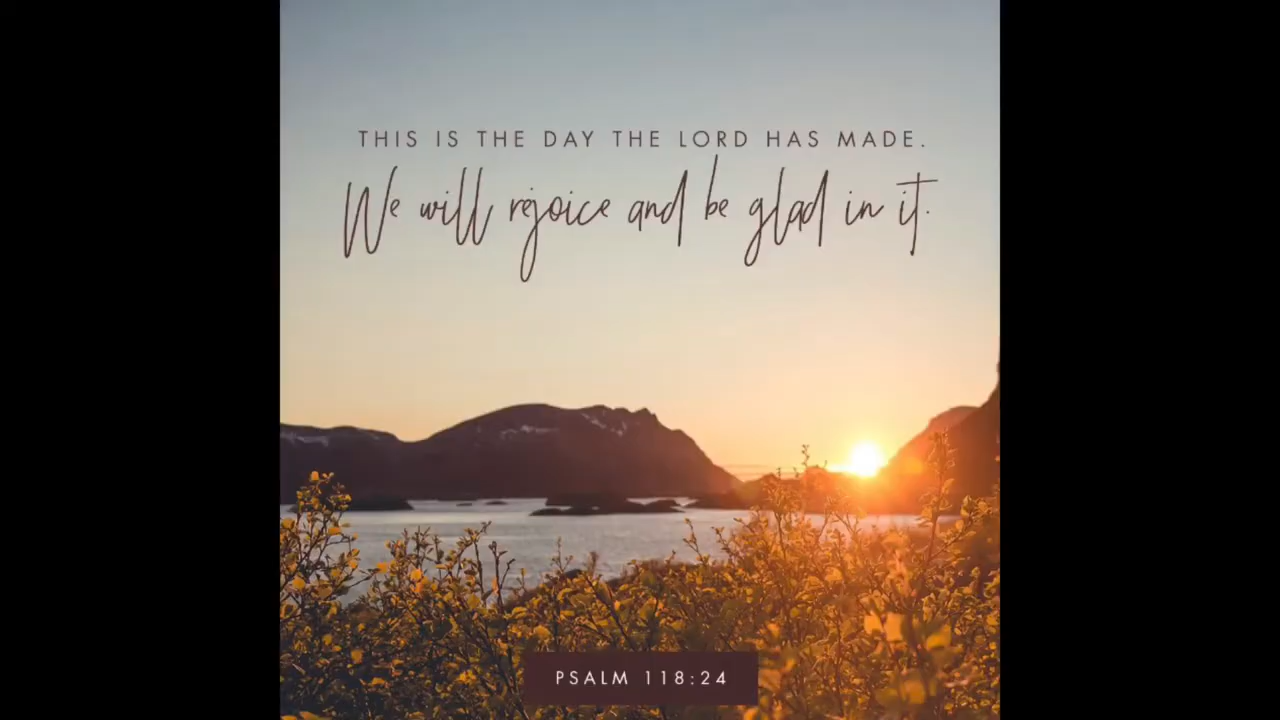 THIS IS THE DAY THE LORD HAS MADE.
We will rejoice and be glad in it.
PSALM 118:24